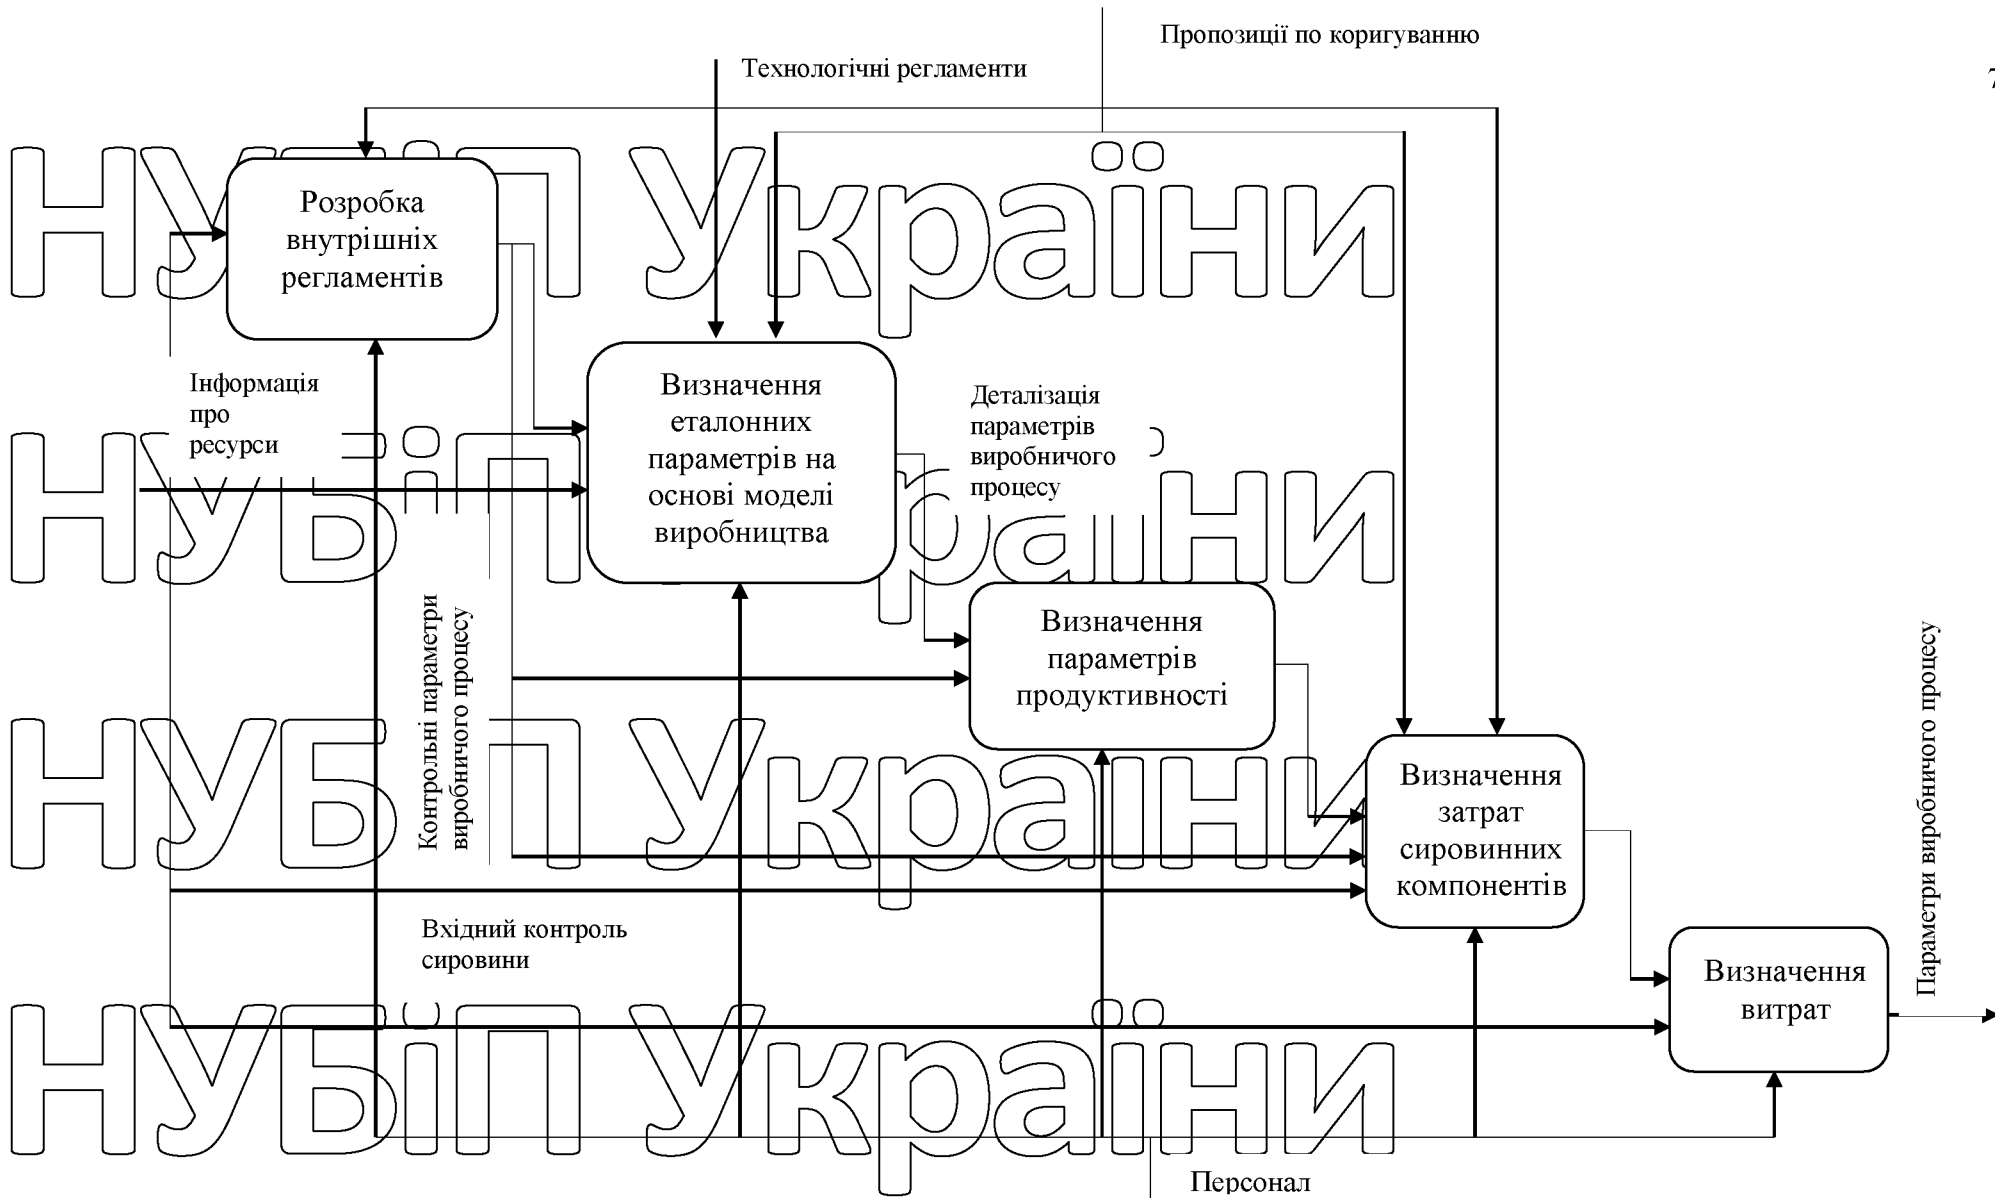 Пропозиції по коригуванню
Технологічні регламенти
7
НУБіП України
Розробка
внутрішніх
регламентів
Інформація
про
ресурси
Визначення
еталонних
параметрів на
основі моделі
виробництва
Деталізація
параметрів
виробничого
процесу
НУБіП України
Контрольні параметри
виробничого процесу
Визначення
параметрів
продуктивності
Параметри виробничого процесу
НУБіП України
Визначення
затрат
сировинних
компонентів
Вхідний контроль
сировини
Визначення
витрат
НУБіП України
Персонал